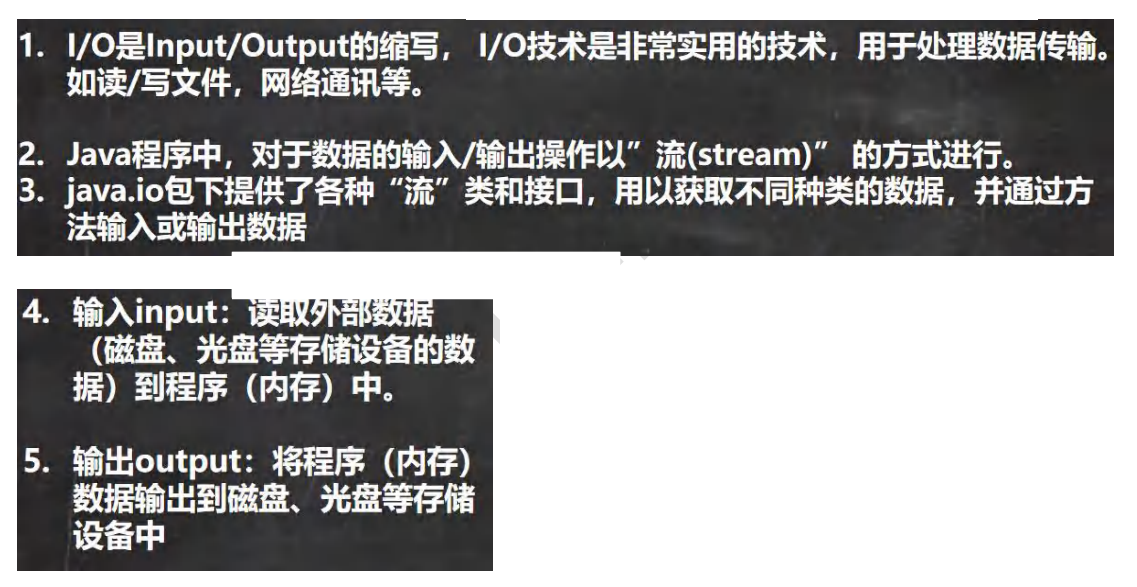 1. I/O是Input/Output的缩写， I/O技术是非常实用的技术，用于处理数据传输。
如读/写文件，网络通讯等。
2. Java程序中，对于数据的输入/输出操作以”流(stream)” 的方式进行。
3. java.io包下提供了各种“流”类和接口，用以获取不同种类的数据，并通过方
法输入或输出数据
4. 输入input：读取外部数据
（磁盘、光盘等存储设备的数
据）到程序（内存）中。
5. 输出output：将程序（内存）
数据输出到磁盘、光盘等存储
设备中